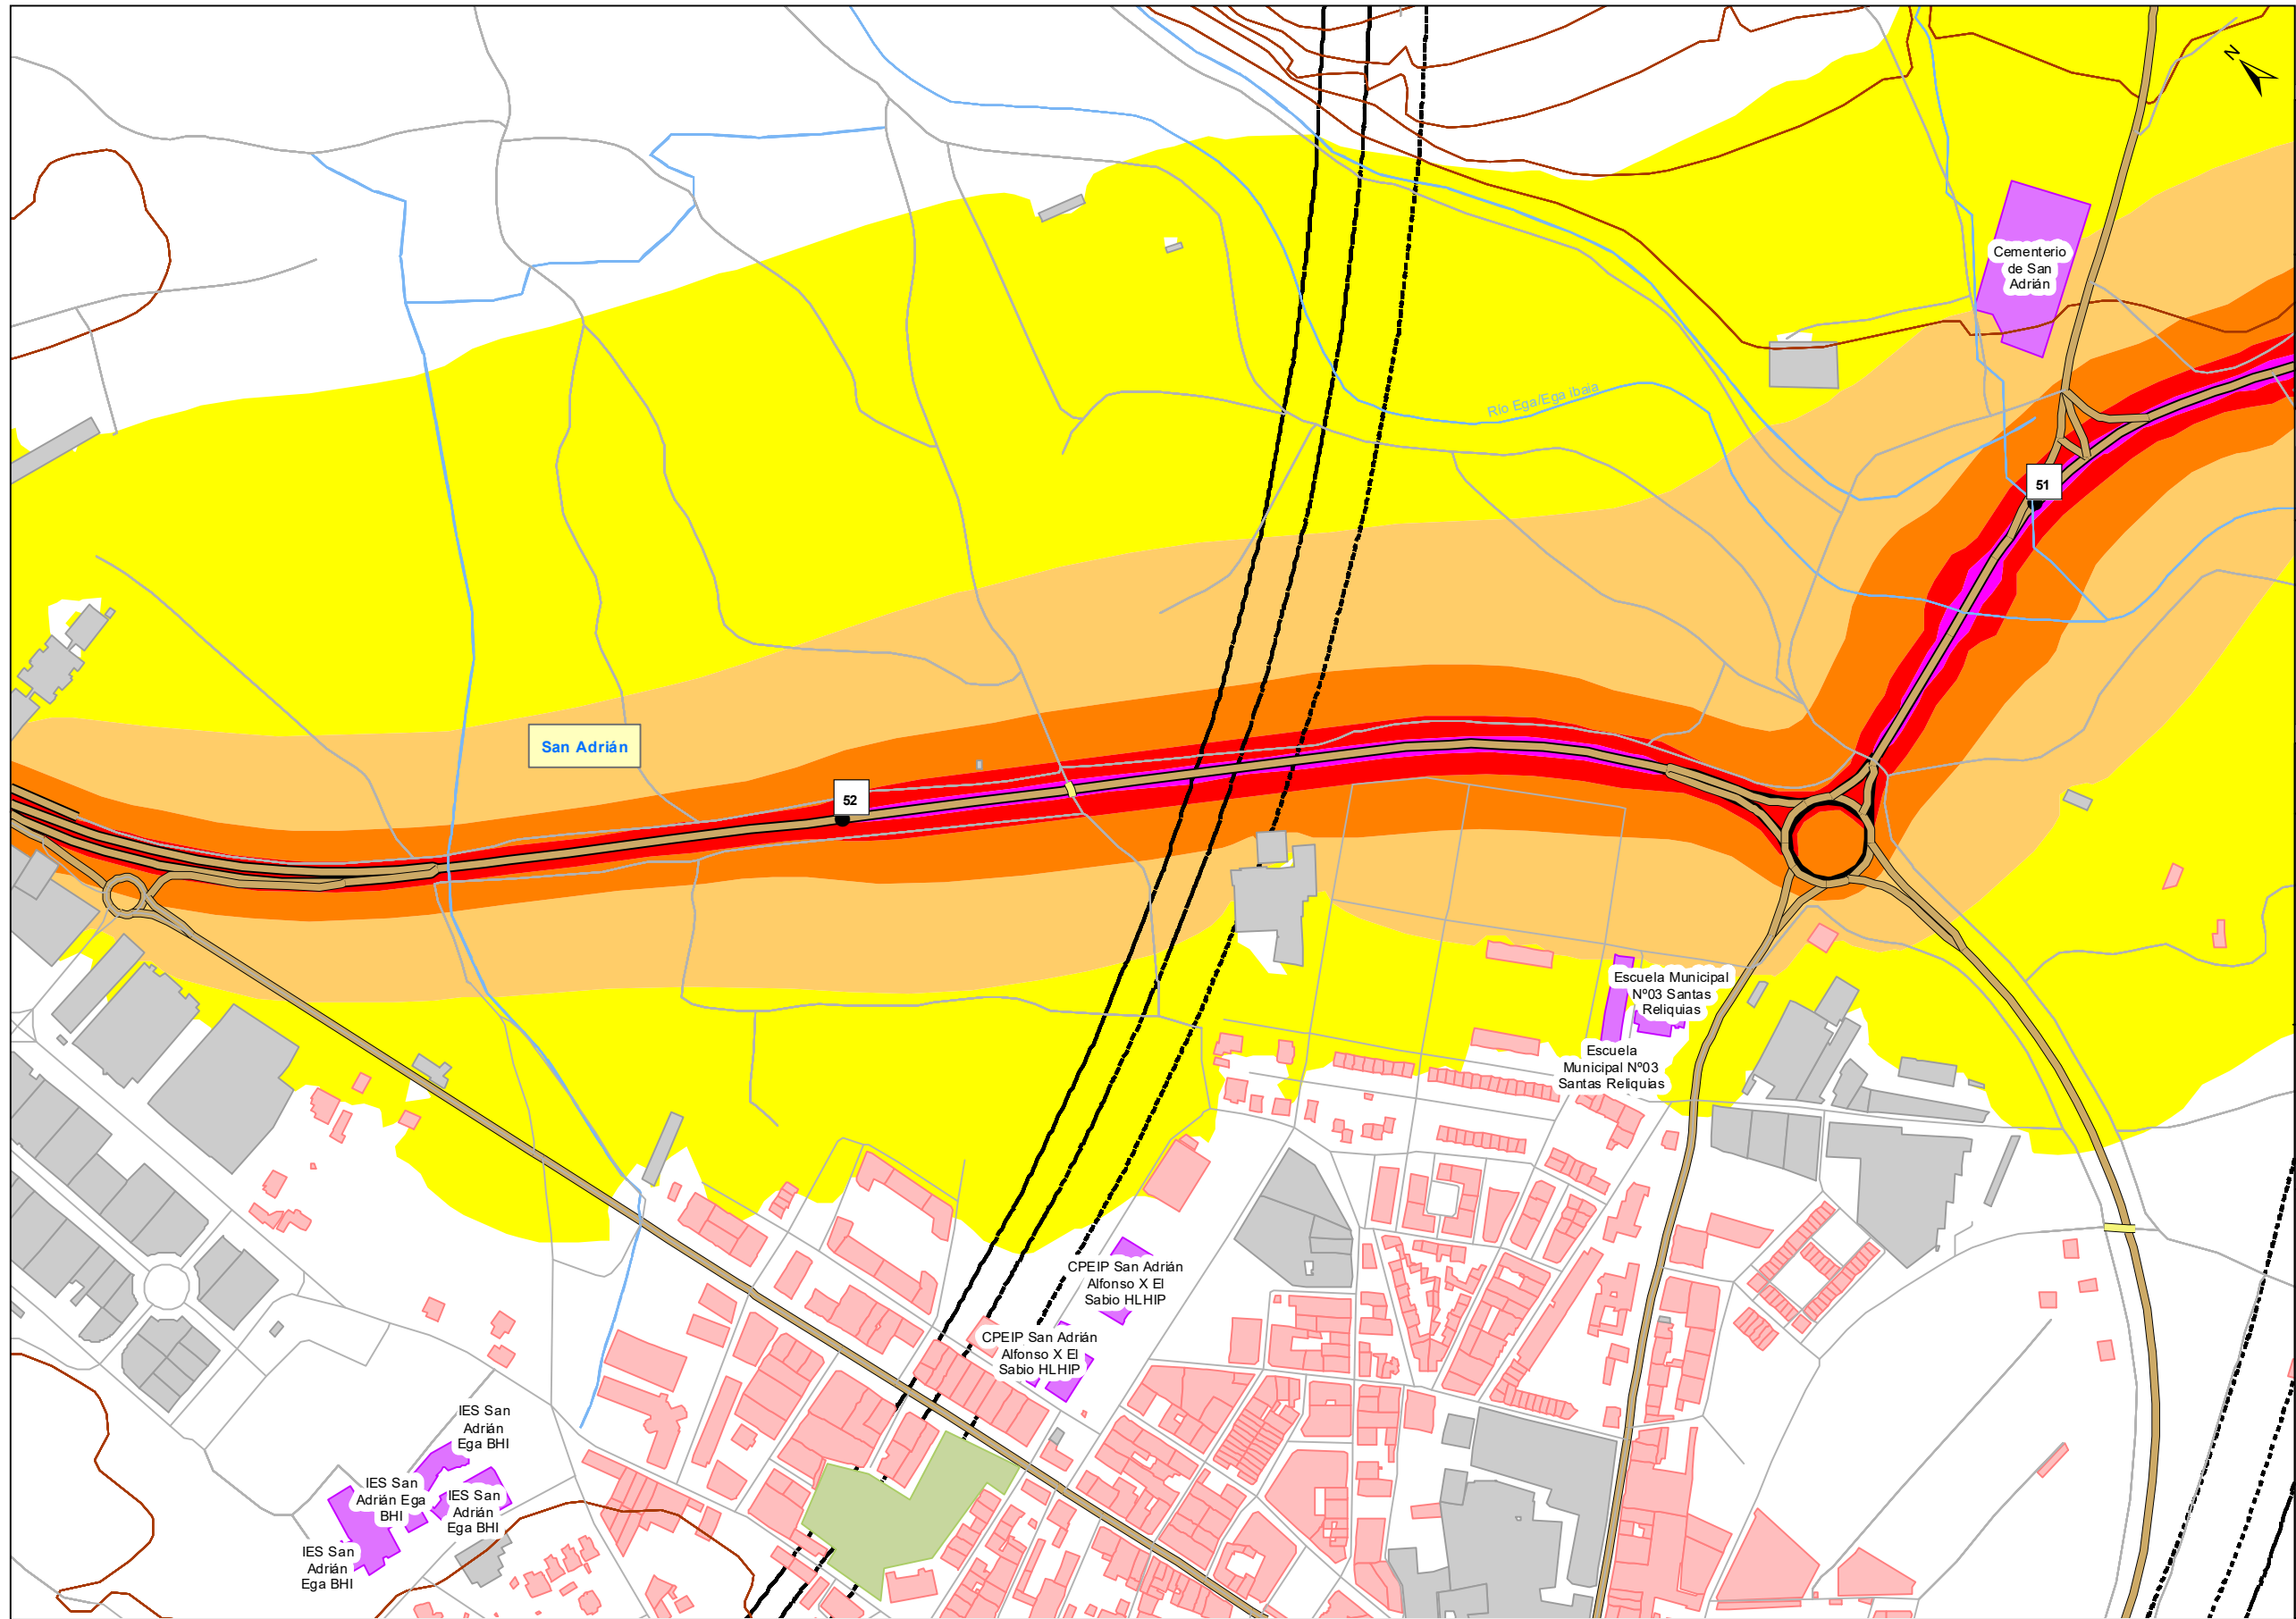 N
Cementerio
de San
Adrián
Río Ega/Ega ibaia
51
San Adrián
52
Escuela Municipal
Nº03 Santas
Reliquias
Escuela
Municipal Nº03
Santas Reliquias
CPEIP San Adrián
Alfonso X El
Sabio HLHIP
CPEIP San Adrián
Alfonso X El
Sabio HLHIP
IES San
Adrián
Ega BHI
IES San
Adrián Ega
BHI
IES San
Adrián
Ega BHI
IES San
Adrián
Ega BHI